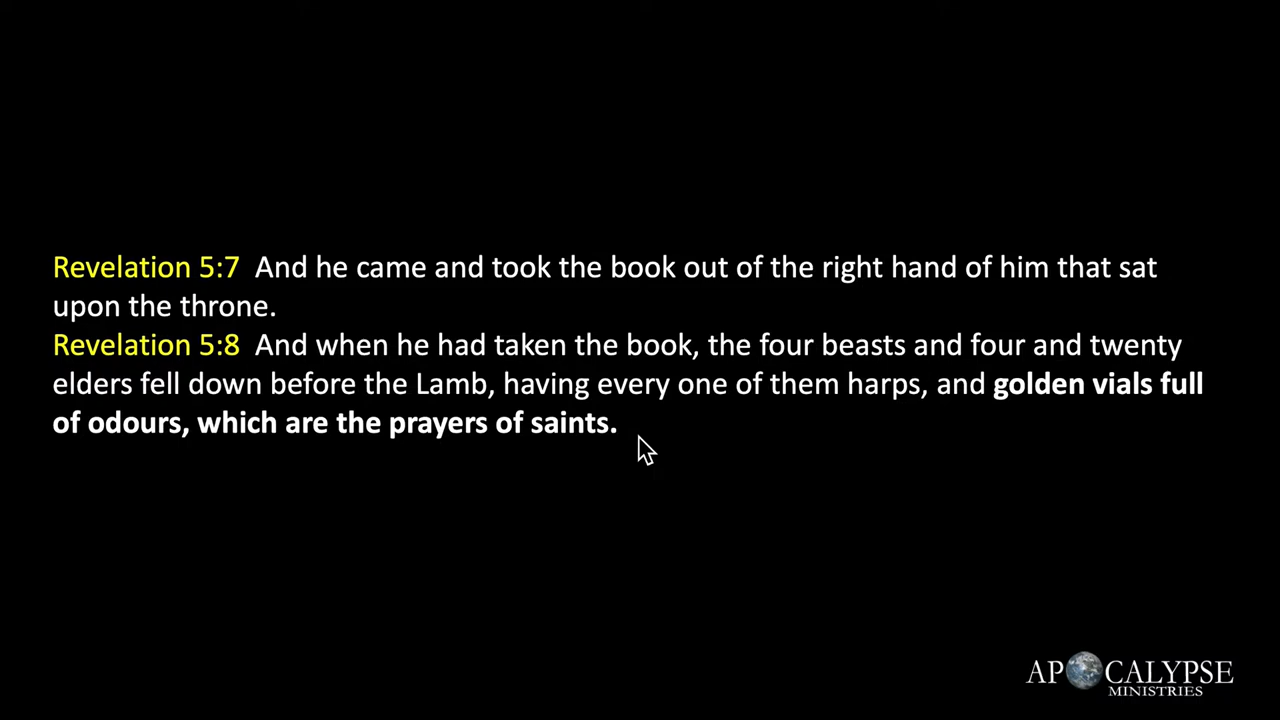 Revelation 5:7  And he came and took the book out of the right hand of him that sat
upon the throne.
Revelation 5:8  And when he had taken the book, the four beasts and four and twenty
elders fell down before the Lamb, having every one of them harps, and golden vials full
of odours, which are the prayers of saints.
APOCALYPSE
MINISTRIES